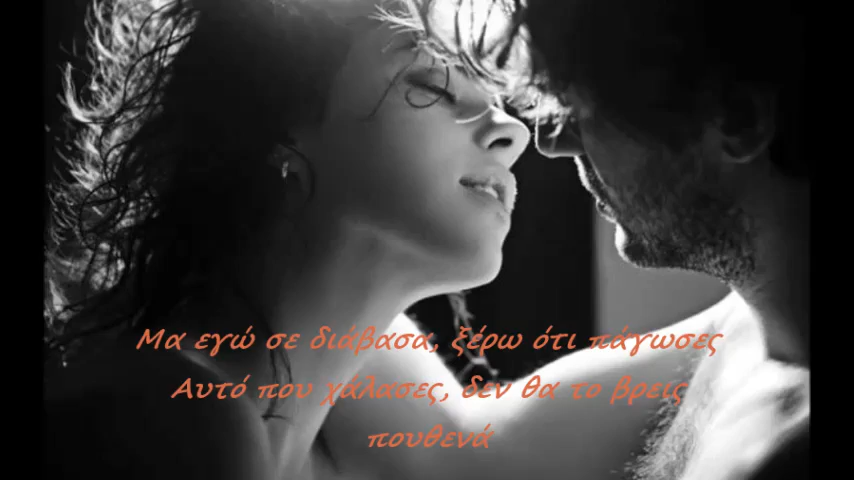 Μα εγώ σε διάβασα, ξέρω ότι πάγωσες
Αυτό που χάλασες, δεν θα το βρεις
πουθενά